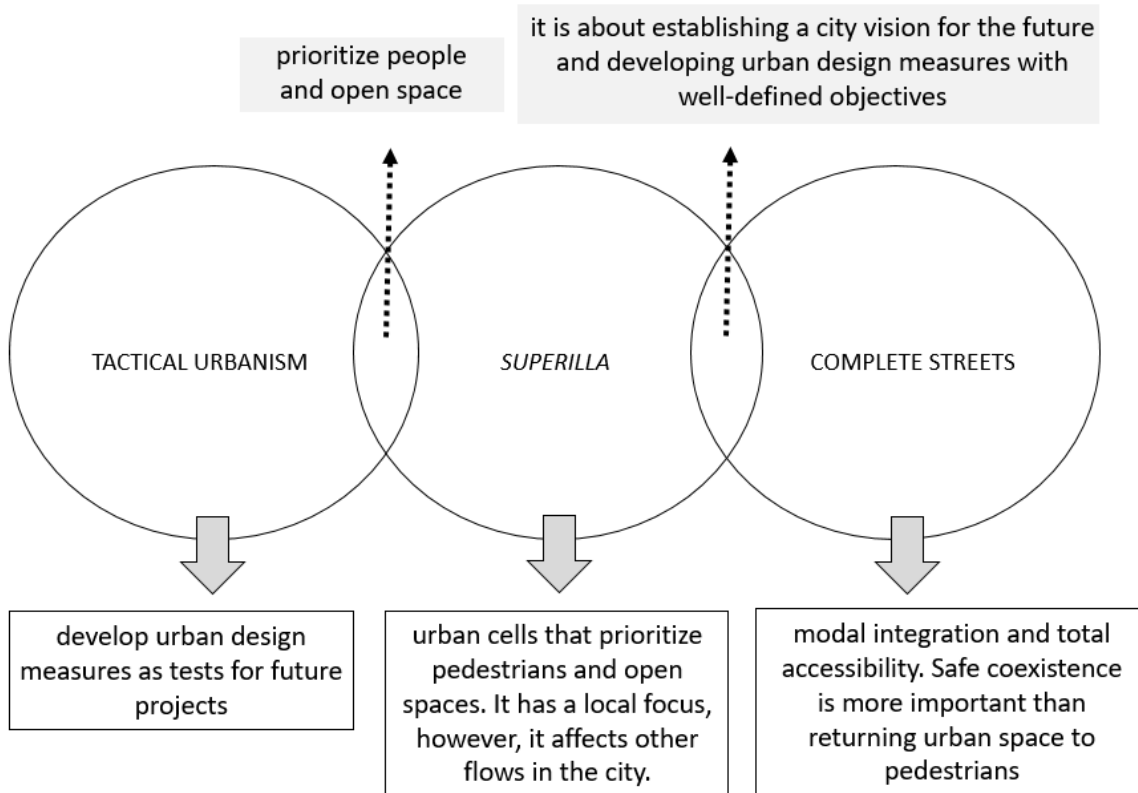 prioritize people
and open space
it is about establishing a city vision for the future
and developing urban design measures with
well-defined objectives
TACTICAL URBANISM
SUPERILLA
COMPLETE STREETS
develop urban design
measures as tests for future
projects
urban cells that prioritize
pedestrians and open
spaces. It has a local focus,
however, it affects other
flows in the city.
modal integration and total
accessibility. Safe coexistence
is more important than
returning urban space to
pedestrians